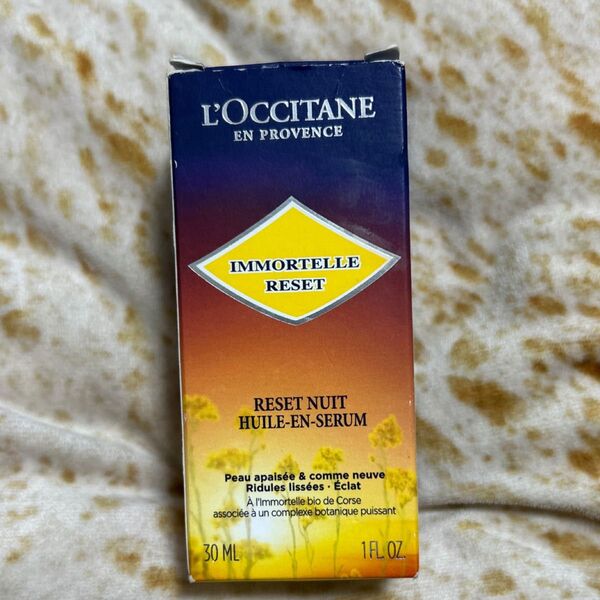 L'OCCITANE
EN PROVENCE
IMMORTELLE
RESET
RESET NUIT
HUILE-EN-SERUM
Peau apaisée & comme neuve
Ridules lissées · Éclat
À l'Immortelle bio de Corse
associée à un complexe botanique puissant
30 ML 1 FL. OZ.